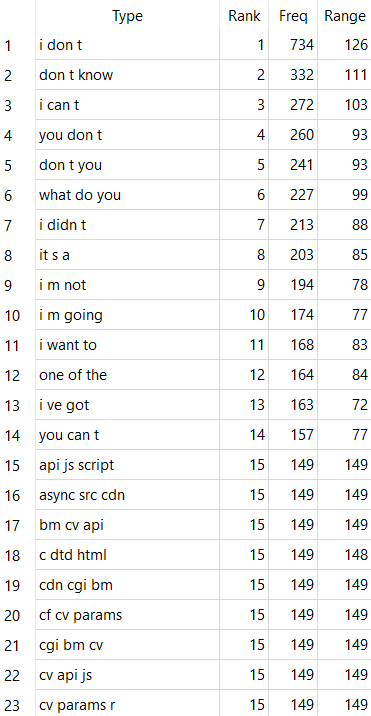 Type Rank Freq Range
1 i don t 1 734 126
2 don t know 2 332 111
3 i can t 3 272 103
4 you don t 4 260 93
5 don t you 5 241 93
6 what do you 6 227 99
7 i didn t 7 213 88
8 it s a 8 203 85
9 i m not 9 194 78
10 i m going 10 174 77
11 i want to 11 168 83
12 one of the 12 164 84
13 i ve got 13 163 72
14 you can t 14 157 77
15 api js script 15 149 149
16 async src cdn 15 149 149
17 bm cv api 15 149 149
18 c dtd html 15 149 148
19 cdn cgi bm 15 149 149
20 cf cv params 15 149 149
21 cgi bm cv 15 149 149
22 cv api js 15 149 149
23 cv params r 15 149 149